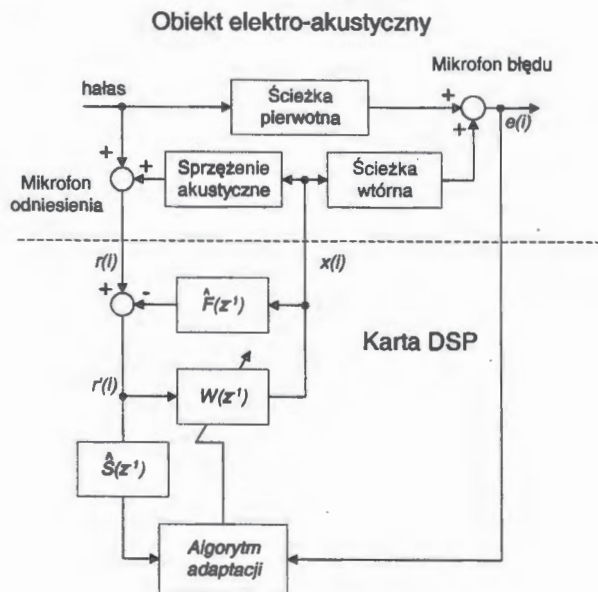 Obiekt elektro-akustyczny
Mikrofon błędu
hałas
Ścieżka
pierwotna
+
+
e(i)
+
+
Sprzężenie
akustyczne
Ścieżka
wtórna
Mikrofon
odniesienia
r(i)
x(i)
+
-
F̂(z⁻¹)
Karta DSP
r'(i)
W(z⁻¹)
Ŝ(z⁻¹)
Algorytm
adaptacji